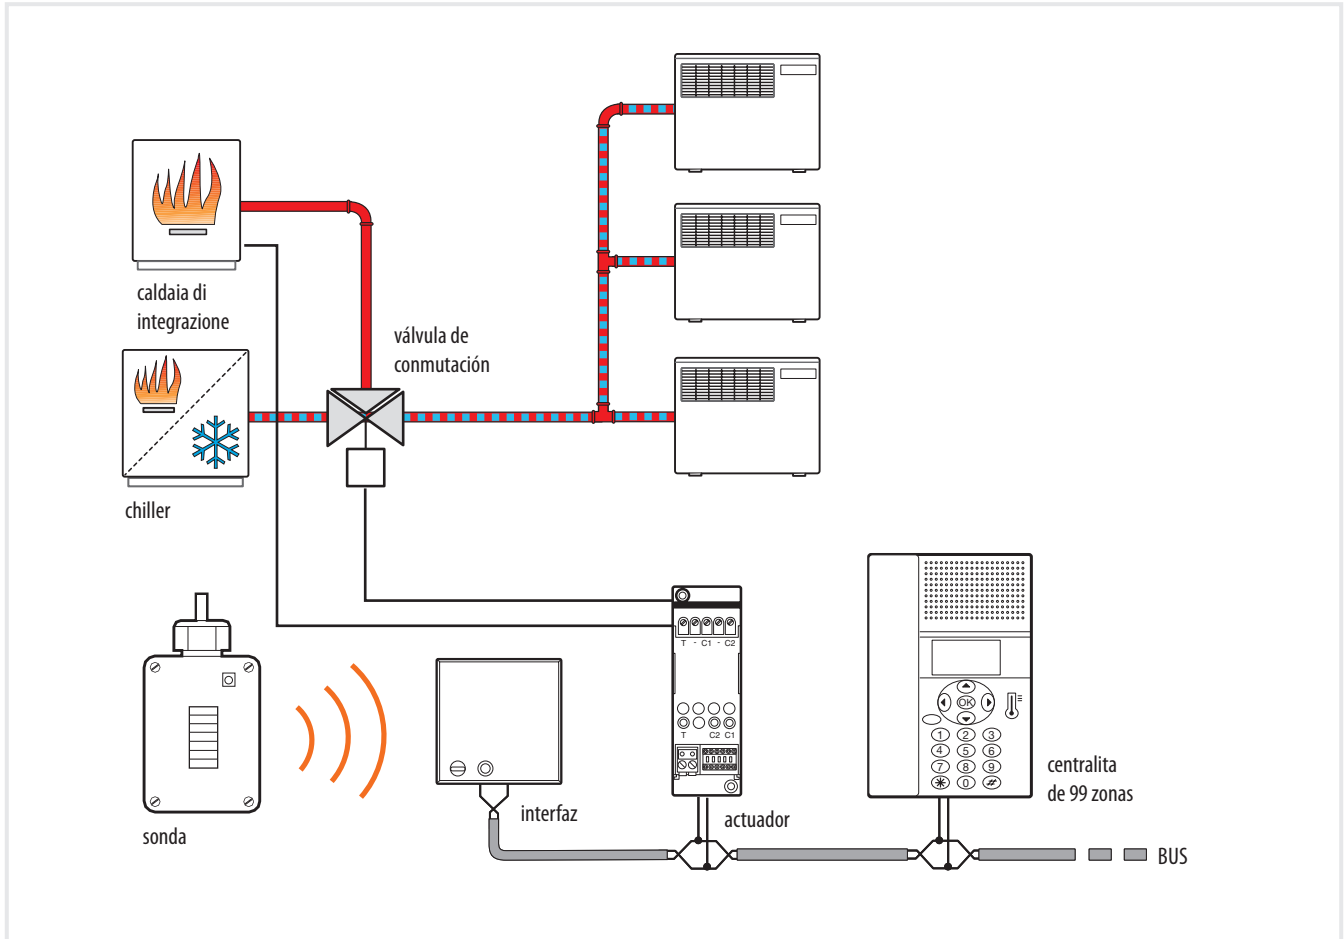 caldaia di
integrazione
válvula de
conmutación
chiller
T - C1 - C2
T C2 C1
OK
1 2 3
4 5 6
7 8 9
* 0 #
centralita
de 99 zonas
interfaz
actuador
sonda
BUS